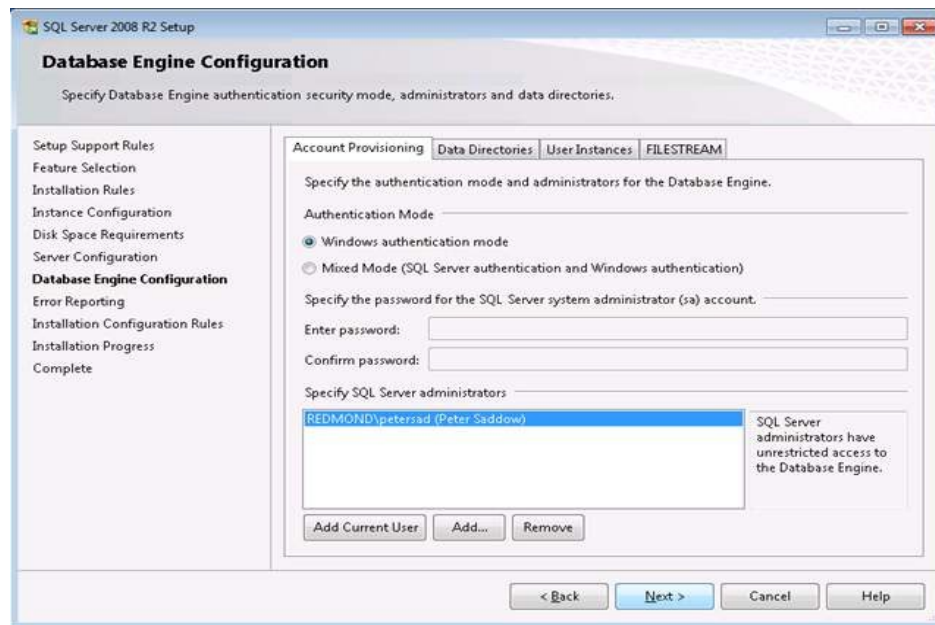 SQL Server 2008 R2 Setup
Database Engine Configuration
Specify Database Engine authentication security mode, administrators and data directories.
Setup Support Rules
Feature Selection
Installation Rules
Instance Configuration
Disk Space Requirements
Server Configuration
Database Engine Configuration
Error Reporting
Installation Configuration Rules
Installation Progress
Complete
Account Provisioning Data Directories User Instances FILESTREAM
Specify the authentication mode and administrators for the Database Engine.
Authentication Mode
Windows authentication mode
Mixed Mode (SQL Server authentication and Windows authentication)
Specify the password for the SQL Server system administrator (sa) account.
Enter password:
Confirm password:
Specify SQL Server administrators
REDMOND\petersad (Peter Saddow)
SQL Server
administrators have
unrestricted access to
the Database Engine.
Add Current User Add... Remove
< Back Next > Cancel Help